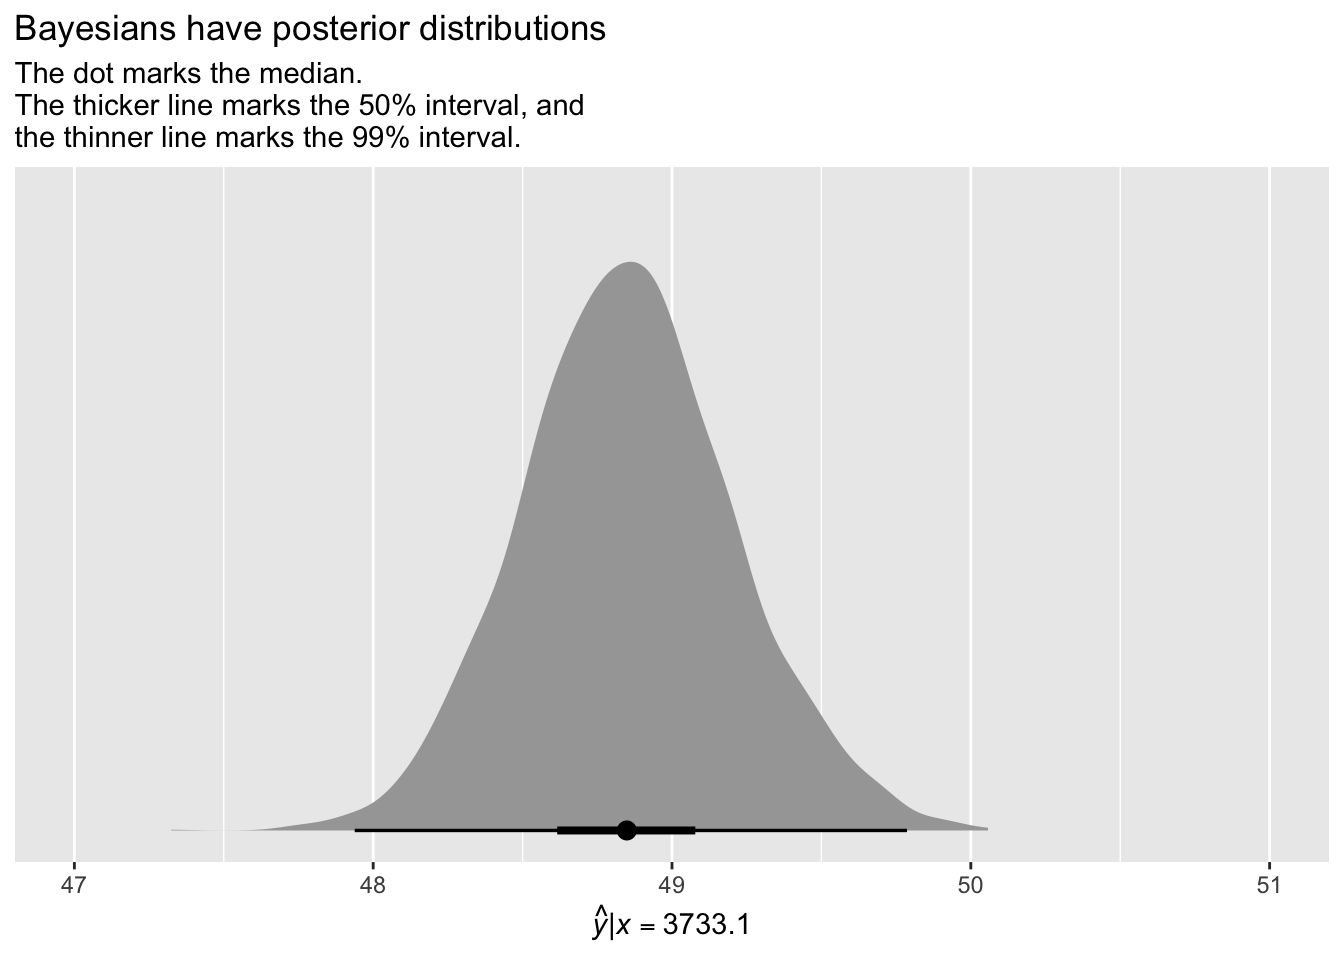 Bayesians have posterior distributions
The dot marks the median.
The thicker line marks the 50% interval, and
the thinner line marks the 99% interval.
47 48 49 50 51
ŷ|x = 3733.1